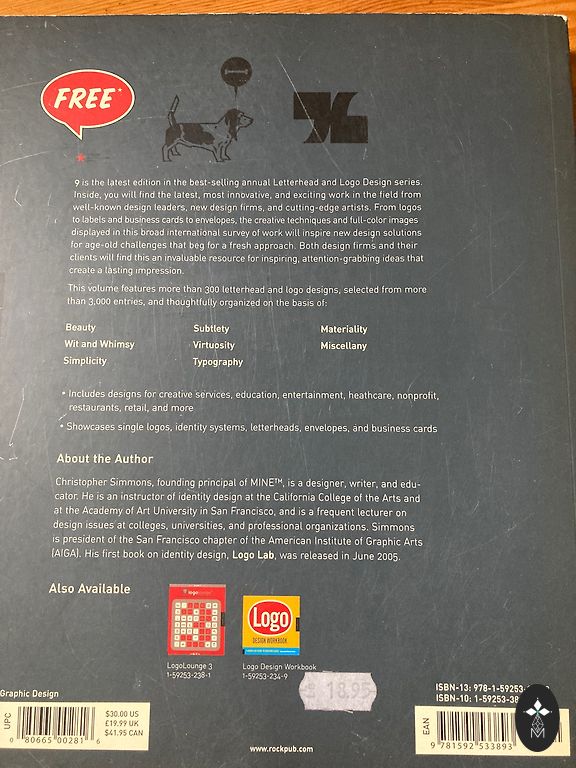 FREE*
*
9 is the latest edition in the best-selling annual Letterhead and Logo Design series.
Inside, you will find the latest, most innovative, and exciting work in the field from
well-known design leaders, new design firms, and cutting-edge artists. From logos
to labels and business cards to envelopes, the creative techniques and full-color images
displayed in this broad international survey of work will inspire new design solutions
for age-old challenges that beg for a fresh approach. Both design firms and their
clients will find this an invaluable resource for inspiring, attention-grabbing ideas that
create a lasting impression.
This volume features more than 300 letterhead and logo designs, selected from more
than 3,000 entries, and thoughtfully organized on the basis of:
Beauty Subtlety Materiality
Wit and Whimsy Virtuosity Miscellany
Simplicity Typography
• Includes designs for creative services, education, entertainment, heathcare, nonprofit,
restaurants, retail, and more
• Showcases single logos, identity systems, letterheads, envelopes, and business cards
About the Author
Christopher Simmons, founding principal of MINE™, is a designer, writer, and edu-
cator. He is an instructor of identity design at the California College of the Arts and
at the Academy of Art University in San Francisco, and is a frequent lecturer on
design issues at colleges, universities, and professional organizations. Simmons
is president of the San Francisco chapter of the American Institute of Graphic Arts
(AIGA). His first book on identity design, Logo Lab, was released in June 2005.
Also Available
logolounge
Logo
DESIGN WORKBOOK
LogoLounge 3 Logo Design Workbook
1-59253-238-1 1-59253-234-9
$ 18.95
Graphic Design
ISBN-13: 978-1-59253-
ISBN-10: 1-59253-38
UPC
$30.00 US
£19.99 UK
$41.95 CAN
0 80665 00281 6
EAN
9 781592 533893
www.rockpub.com